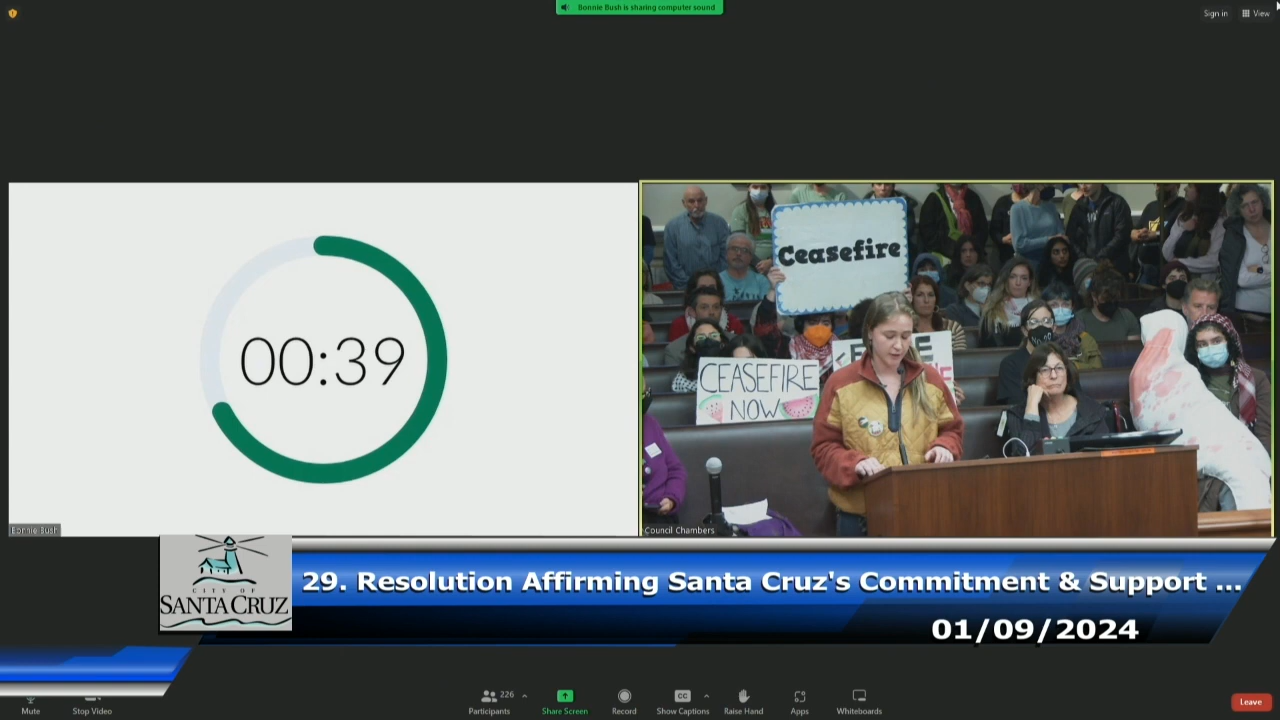 Bonnie Bush is sharing computer sound
Sign in
View
00:39
Bonnie Bush
Ceasefire
CEASEFIRE
NOW
Council Chambers
CITY OF
SANTA CRUZ
29. Resolution Affirming Santa Cruz's Commitment & Support ...
01/09/2024
Mute
Stop Video
Participants
226
Share Screen
Record
CC
Show Captions
Raise Hand
Apps
Whiteboards
Leave